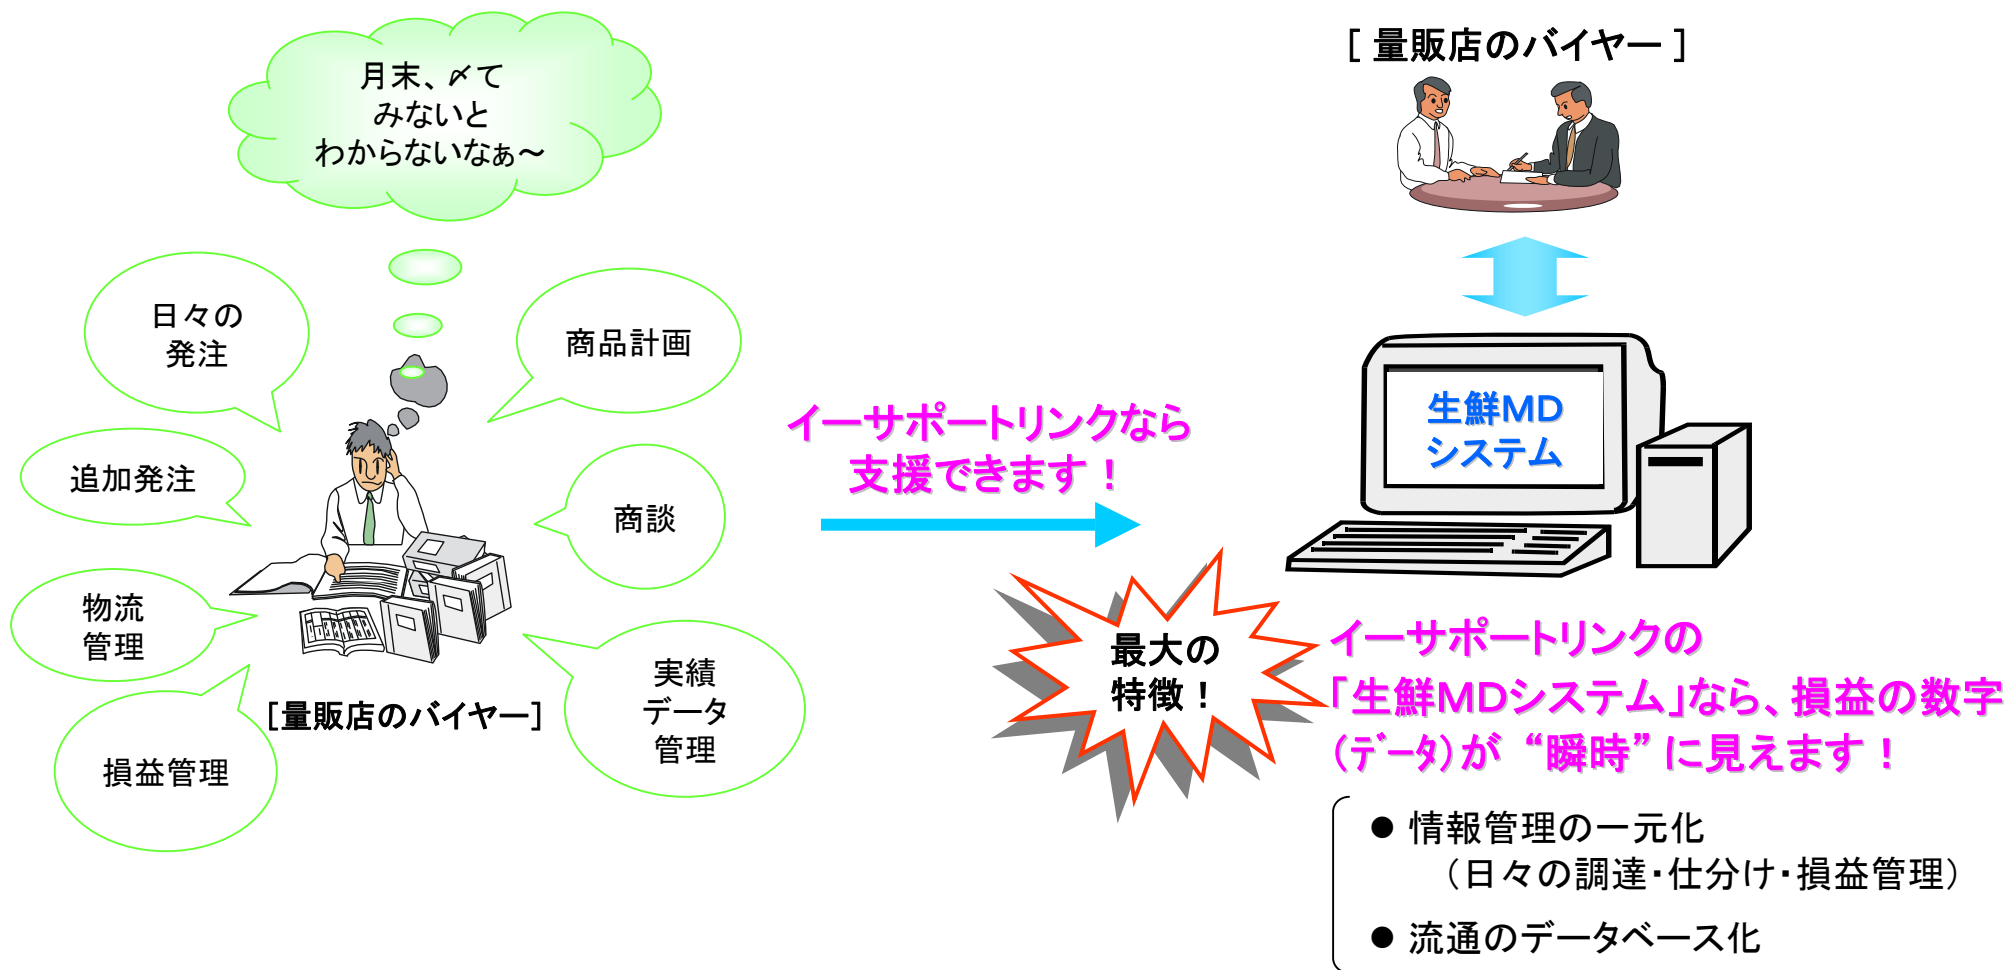 月末、〆て
みないと
わからないなぁ～
日々の
発注
商品計画
追加発注
商談
物流
管理
実績
データ
管理
損益管理
［量販店のバイヤー］
イーサポートリンクなら
支援できます！
［ 量販店のバイヤー ］
生鮮ＭＤ
システム
最大の
特徴！
イーサポートリンクの
「生鮮ＭＤシステム」なら、損益の数字
（ﾃﾞｰﾀ）が “瞬時” に見えます！
● 情報管理の一元化
（日々の調達・仕分け・損益管理）
● 流通のデータベース化